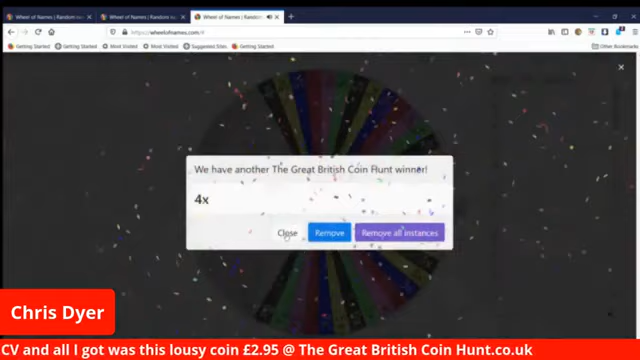 Wheel of Names | Random n
Wheel of Names | Random n
Wheel of Names | Random
https://wheelofnames.com/#
Getting Started
Getting Started
Most Visited
Most Visited
Suggested Sites
Getting Started
Other Bookmarks
We have another The Great British Coin Hunt winner!
4x
Close
Remove
Remove all instances
Chris Dyer
CV and all I got was this lousy coin £2.95 @ The Great British Coin Hunt.co.uk